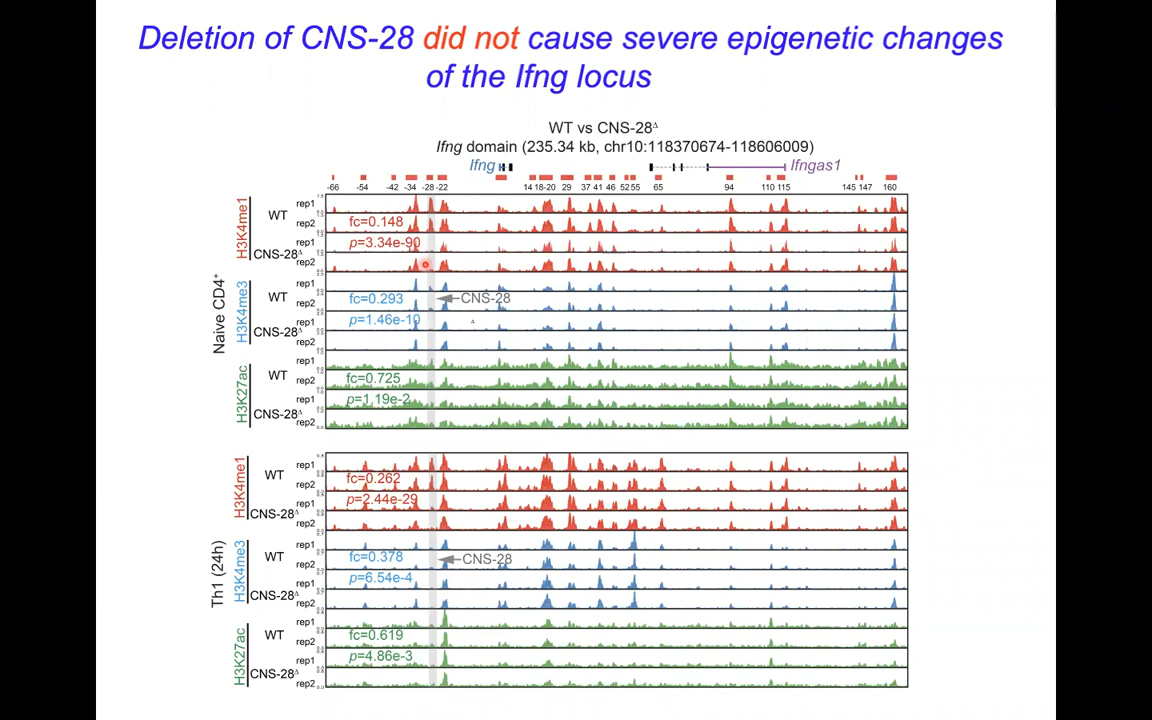 Deletion of CNS-28 did not cause severe epigenetic changes
of the Ifng locus
WT vs CNS-28Δ
Ifng domain (235.34 kb, chr10:118370674-118606009)
Ifng
Ifngas1
-66 -54 -42 -34 -28 -22 14 18-20 29 37 41 46 52 55 65 94 110 115 145 147 160
Naive CD4+
H3K4me1
WT
rep1
rep2
fc=0.148
CNS-28Δ
rep1
p=3.34e-90
rep2
H3K4me3
WT
rep1
rep2
fc=0.293
CNS-28
CNS-28Δ
rep1
p=1.46e-10
rep2
H3K27ac
WT
rep1
rep2
fc=0.725
CNS-28Δ
rep1
p=1.19e-2
rep2
Th1 (24h)
H3K4me1
WT
rep1
rep2
fc=0.262
CNS-28Δ
rep1
p=2.44e-29
rep2
H3K4me3
WT
rep1
rep2
fc=0.378
CNS-28
CNS-28Δ
rep1
p=6.54e-4
rep2
H3K27ac
WT
rep1
rep2
fc=0.619
CNS-28Δ
rep1
p=4.86e-3
rep2